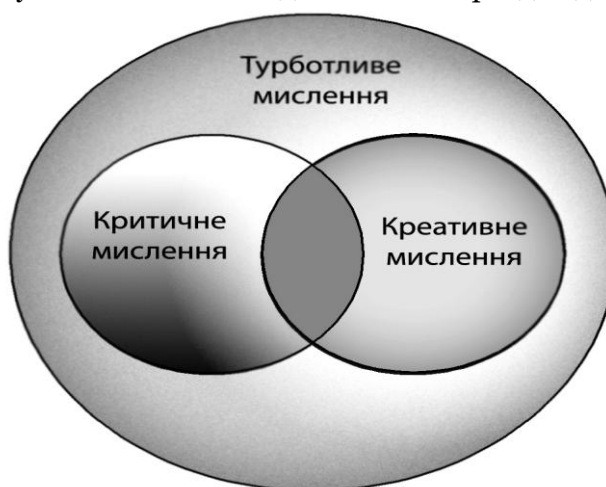 Турботливе
мислення
Критичне
мислення
Креативне
мислення